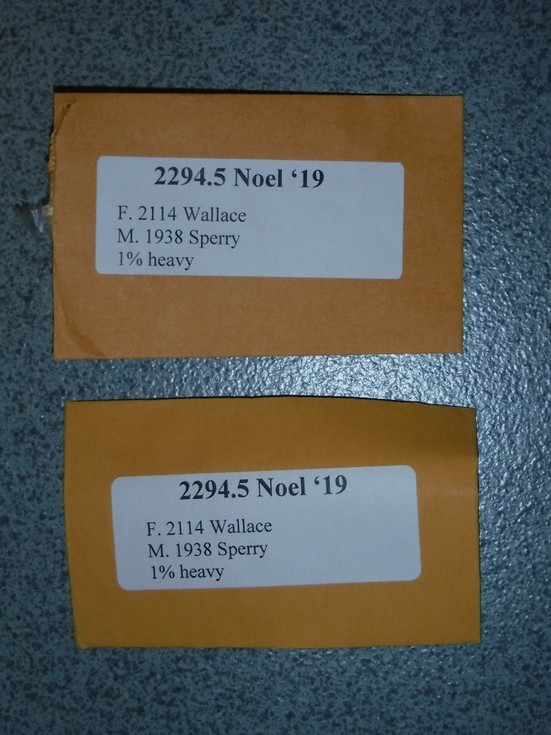 2294.5 Noel ‘19
F. 2114 Wallace
M. 1938 Sperry
1% heavy
2294.5 Noel ‘19
F. 2114 Wallace
M. 1938 Sperry
1% heavy